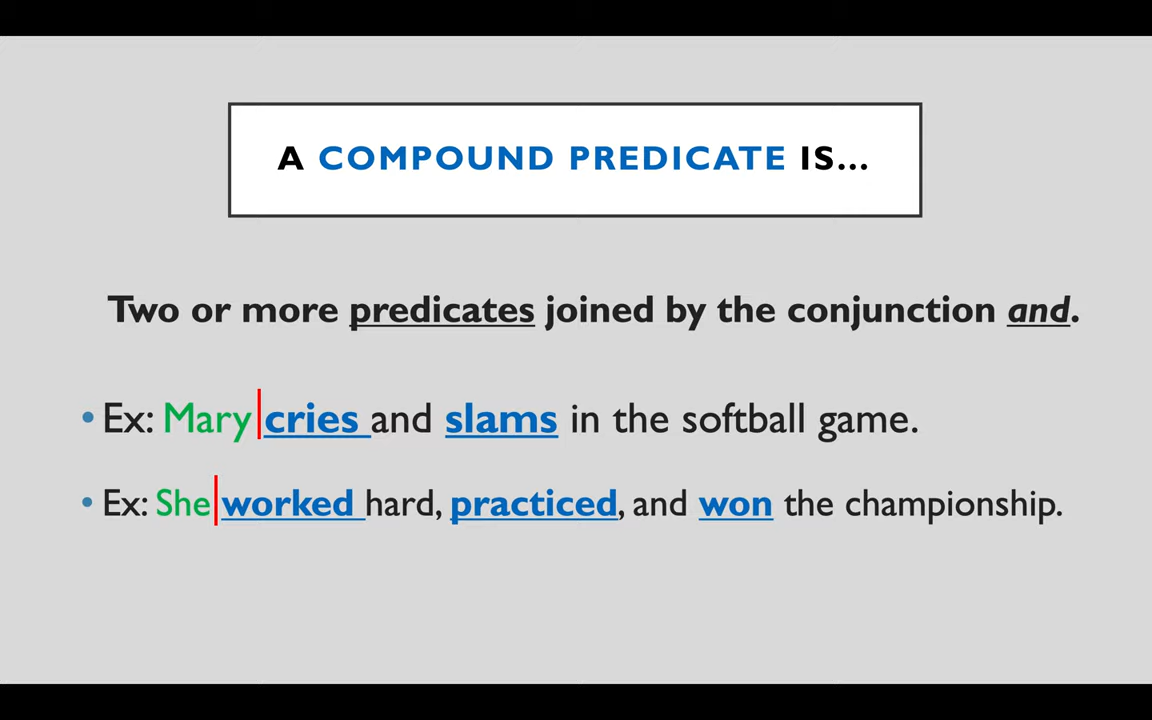 A COMPOUND PREDICATE IS...
Two or more predicates joined by the conjunction and.
• Ex: Mary cries and slams in the softball game.
• Ex: She worked hard, practiced, and won the championship.